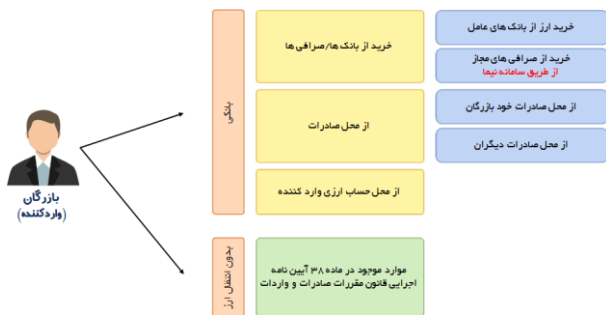 بازرگان
(واردکننده)
بانکی
خرید از بانک ها/صرافی ها
خرید ارز از بانک های عامل
خرید از صرافی های مجاز
از طریق سامانه نیما
از محل صادرات
از محل صادرات خود بازرگان
از محل صادرات دیگران
از محل حساب ارزی وارد کننده
بدون انتقال ارز
موارد موجود در ماده ۳۸ آیین نامه
اجرایی قانون مقررات صادرات و واردات